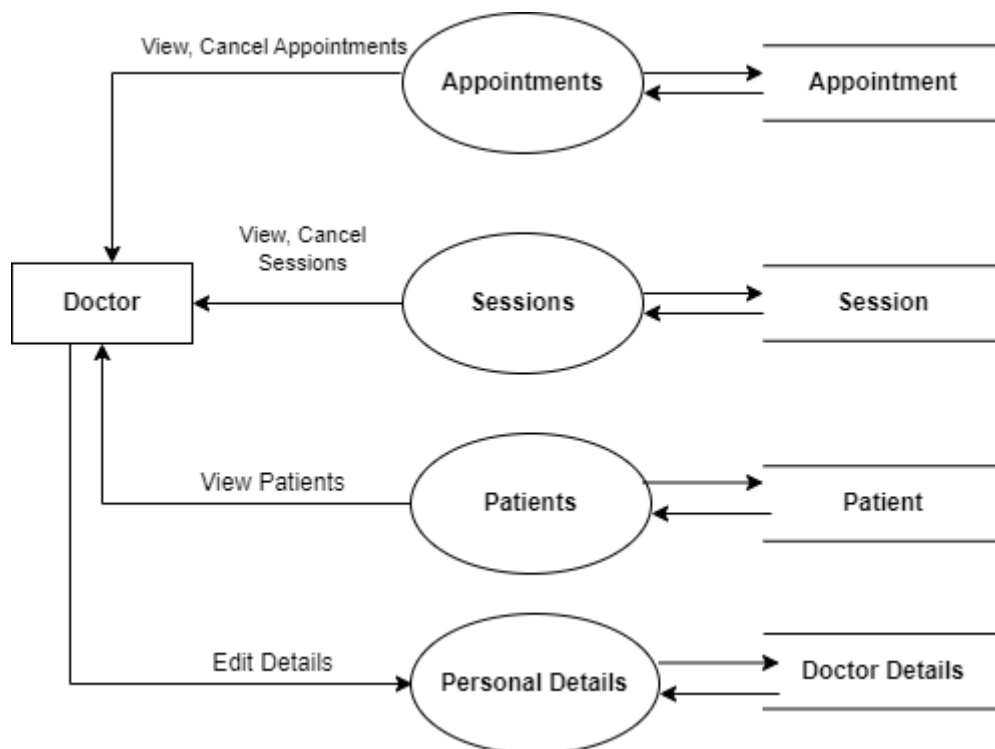 View, Cancel Appointments
Appointments
Appointment
View, Cancel
Sessions
Doctor
Sessions
Session
View Patients
Patients
Patient
Edit Details
Personal Details
Doctor Details